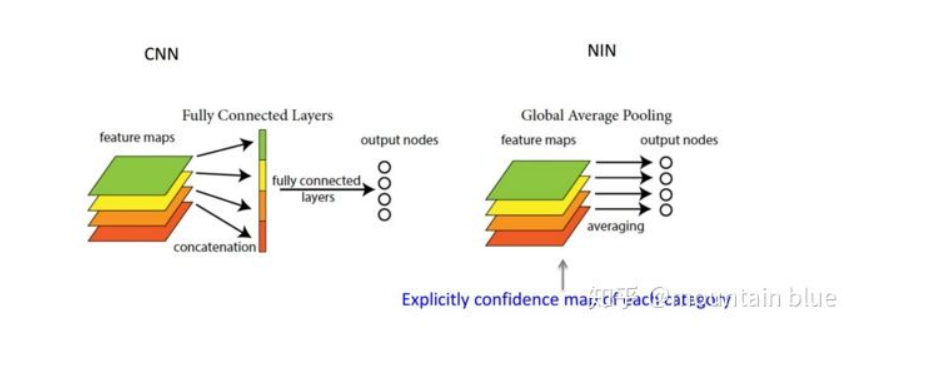 CNN
NIN
Fully Connected Layers
feature maps
output nodes
fully connected
layers
concatenation
Global Average Pooling
feature maps
output nodes
averaging
Explicitly confidence map of each category
知乎 @mountain blue